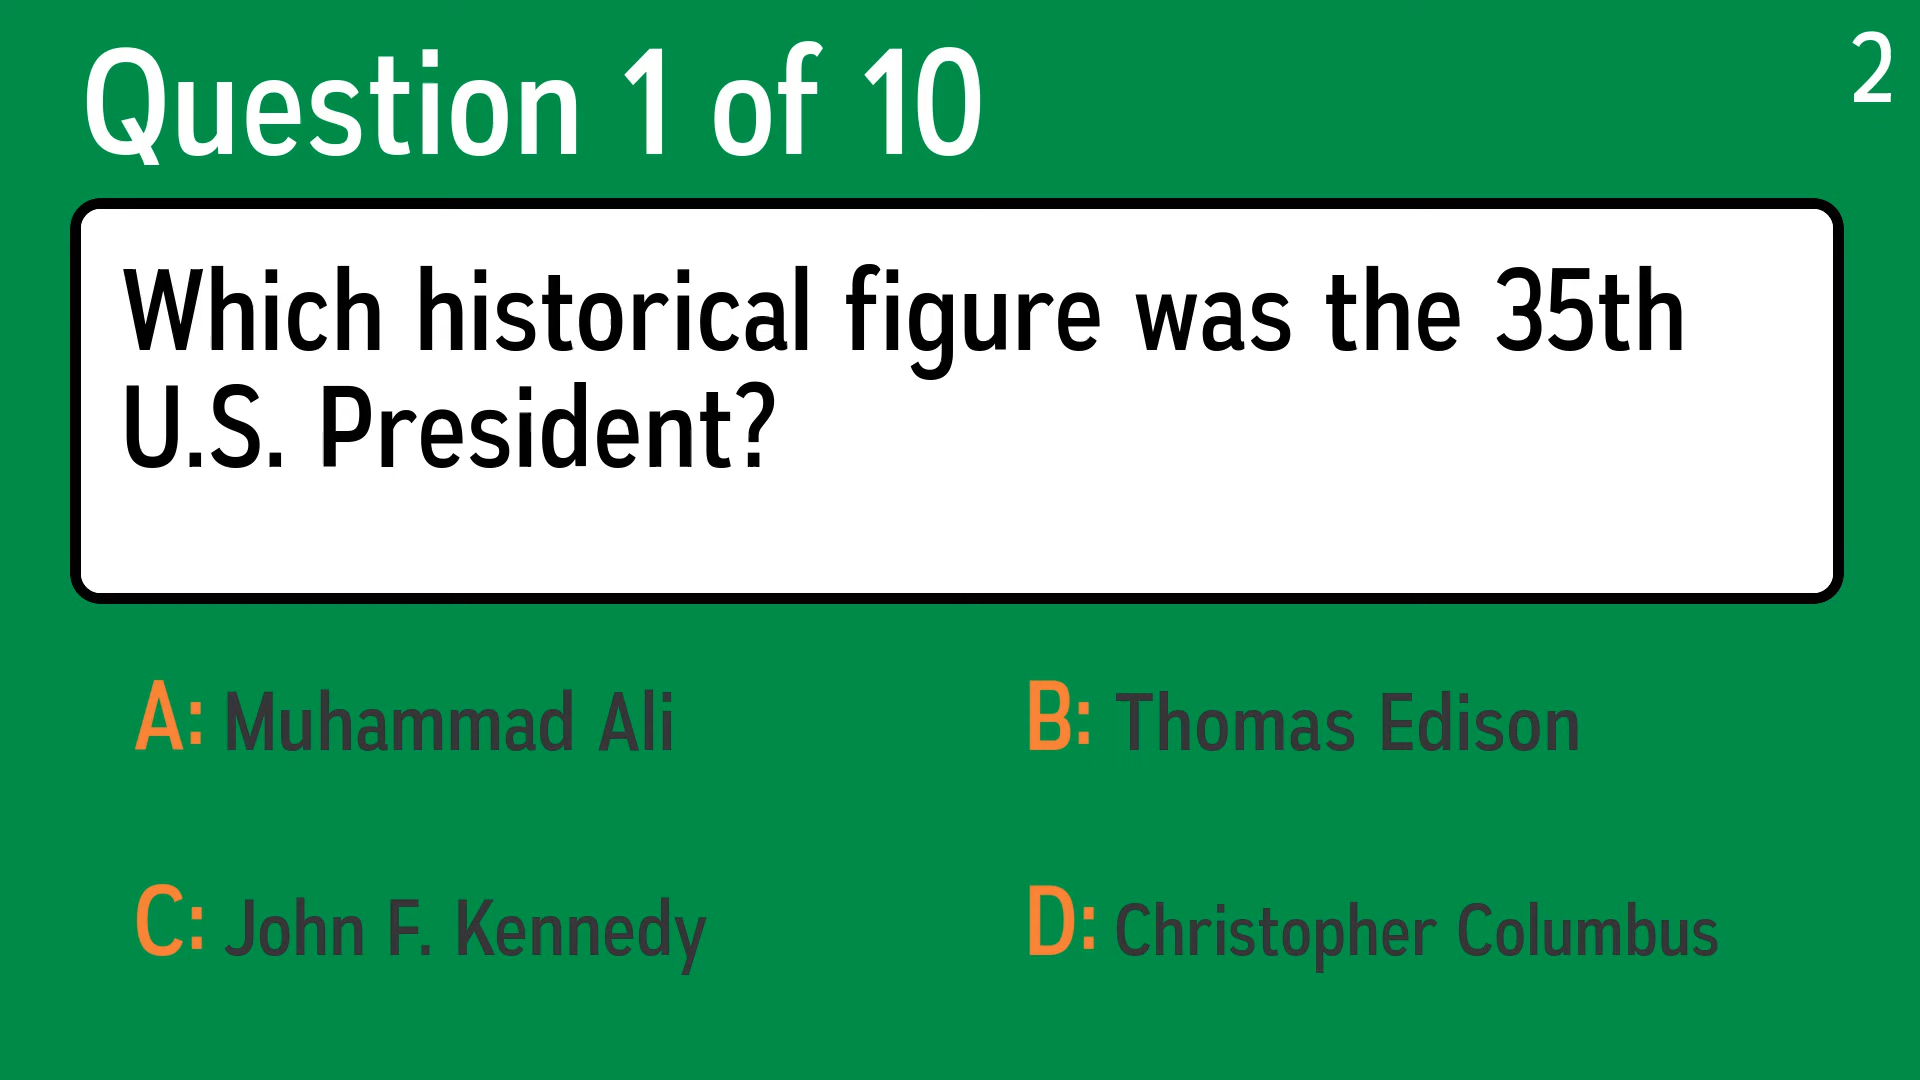 Question 1 of 10
2
Which historical figure was the 35th
U.S. President?
A: Muhammad Ali
B: Thomas Edison
C: John F. Kennedy
D: Christopher Columbus